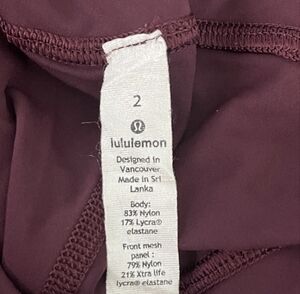 2
lululemon
Designed in
Vancouver
Made in Sri
Lanka
Body:
83% Nylon
17% Lycra®
elastane
Front mesh
panel :
79% Nylon
21% Xtra life
lycra® elastane